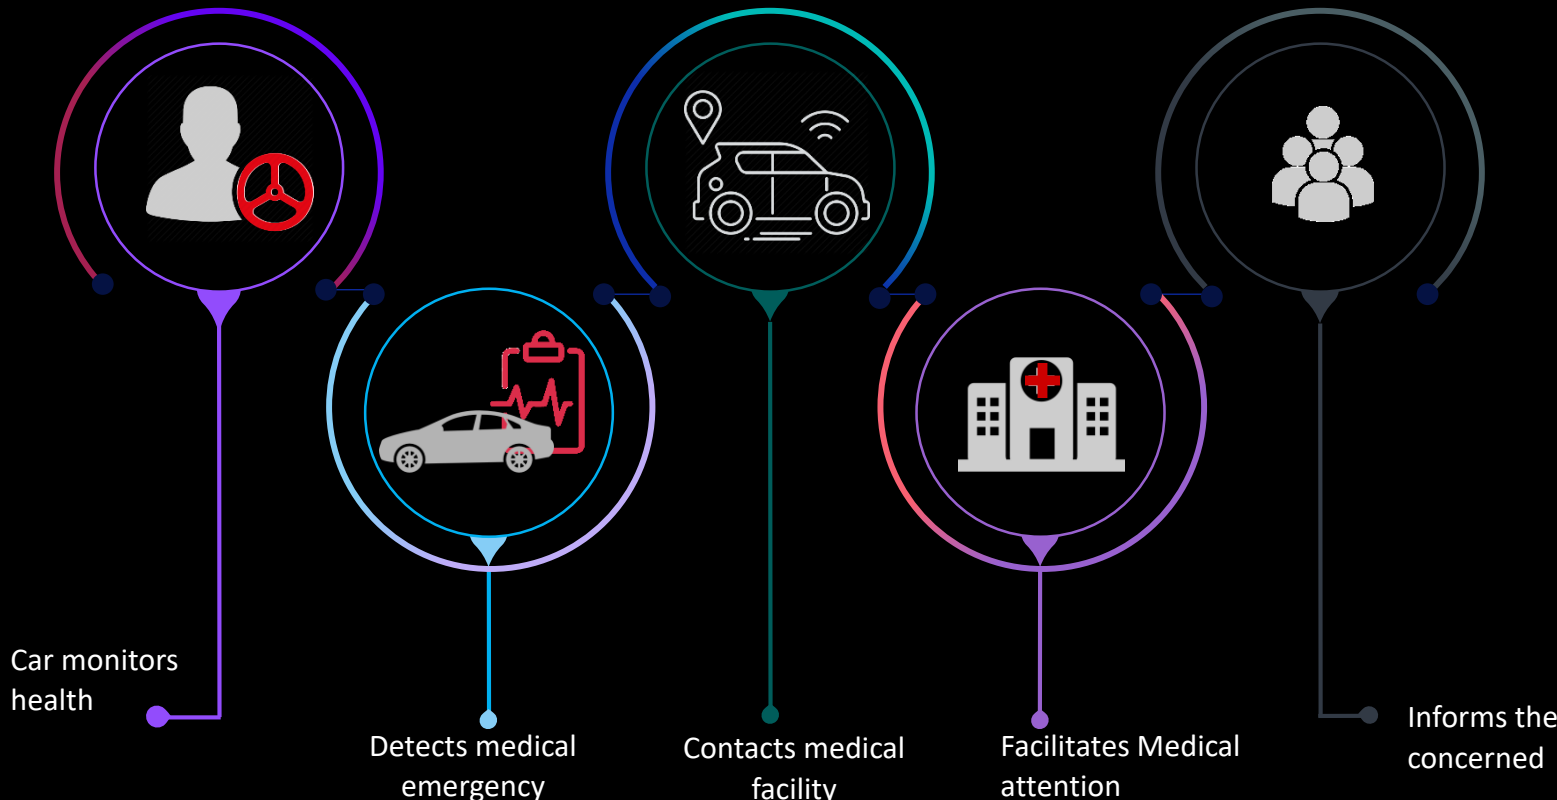 Car monitors
health
Detects medical
emergency
Contacts medical
facility
Facilitates Medical
attention
Informs the
concerned